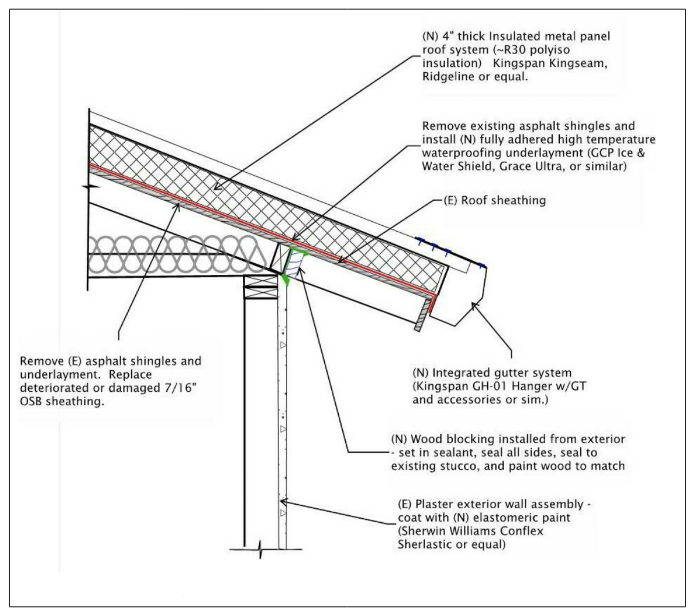 (N) 4" thick Insulated metal panel
roof system (~R30 polyiso
insulation)   Kingspan Kingseam,
Ridgeline or equal.
Remove existing asphalt shingles and
install (N) fully adhered high temperature
waterproofing underlayment (GCP Ice &
Water Shield, Grace Ultra, or similar)
(E) Roof sheathing
Remove (E) asphalt shingles and
underlayment.  Replace
deteriorated or damaged 7/16"
OSB sheathing.
(N) Integrated gutter system
(Kingspan GH-01 Hanger w/GT
and accessories or sim.)
(N) Wood blocking installed from exterior
- set in sealant, seal all sides, seal to
existing stucco, and paint wood to match
(E) Plaster exterior wall assembly -
coat with (N) elastomeric paint
(Sherwin Williams Conflex
Sherlastic or equal)